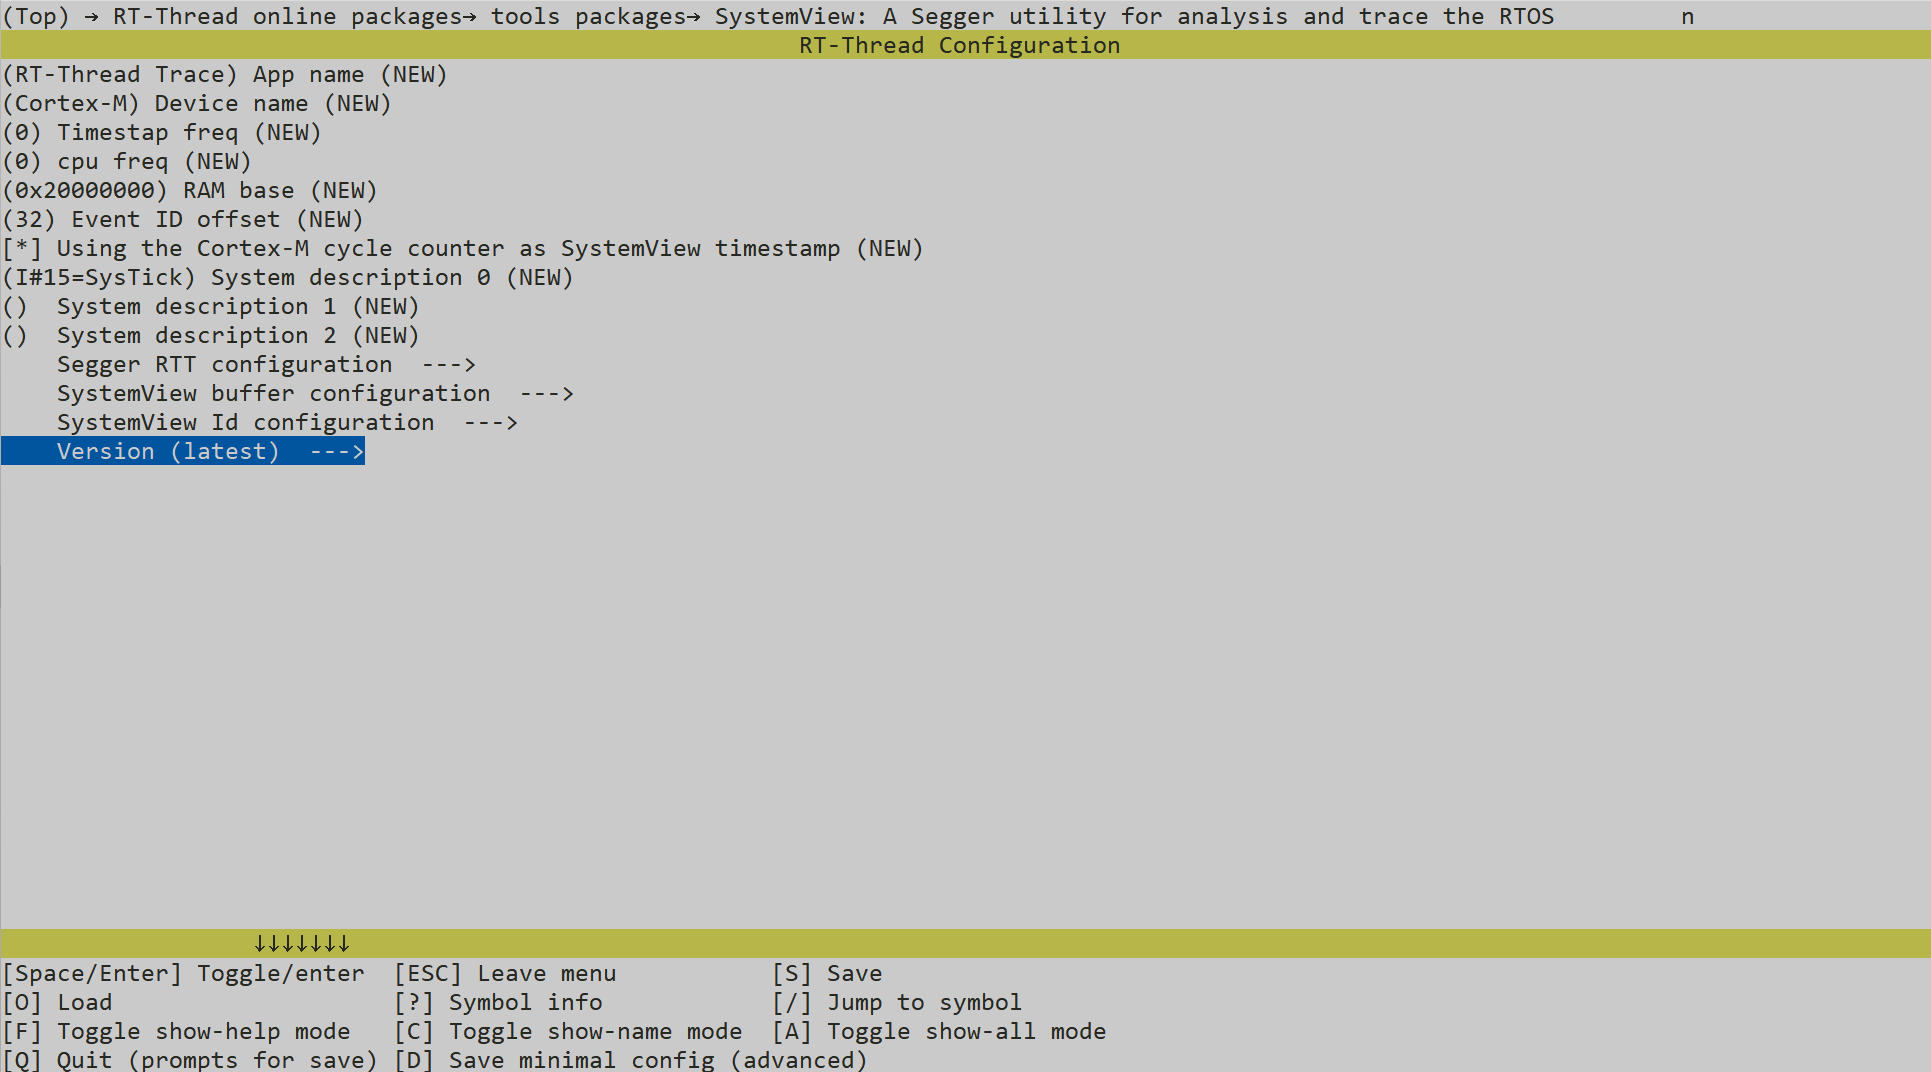 (Top) → RT-Thread online packages→ tools packages→ SystemView: A Segger utility for analysis and trace the RTOS         n
RT-Thread Configuration
(RT-Thread Trace) App name (NEW)
(Cortex-M) Device name (NEW)
(0) Timestap freq (NEW)
(0) cpu freq (NEW)
(0x20000000) RAM base (NEW)
(32) Event ID offset (NEW)
[*] Using the Cortex-M cycle counter as SystemView timestamp (NEW)
(I#15=SysTick) System description 0 (NEW)
()  System description 1 (NEW)
()  System description 2 (NEW)
    Segger RTT configuration  --->
    SystemView buffer configuration  --->
    SystemView Id configuration  --->
    Version (latest)  --->
↓↓↓↓↓↓↓
[Space/Enter] Toggle/enter  [ESC] Leave menu           [S] Save
[O] Load                    [?] Symbol info            [/] Jump to symbol
[F] Toggle show-help mode   [C] Toggle show-name mode  [A] Toggle show-all mode
[Q] Quit (prompts for save) [D] Save minimal config (advanced)